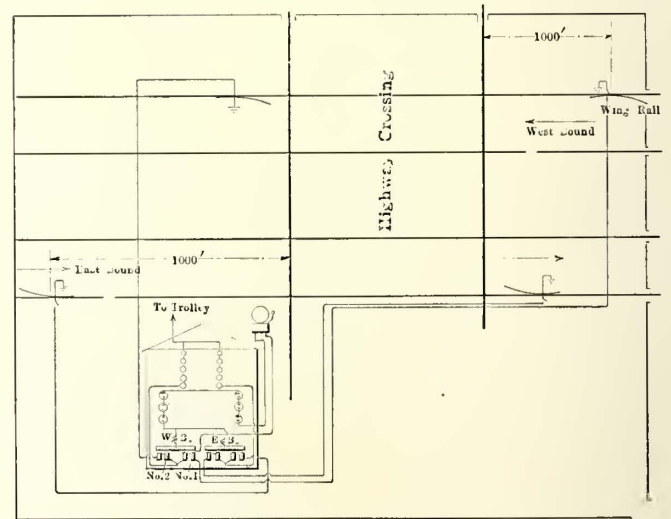 1000′
Wing Rail
West Bound
Highway Crossing
1000′
East Bound
To Trolley
W B.
E B.
No.2 No.1